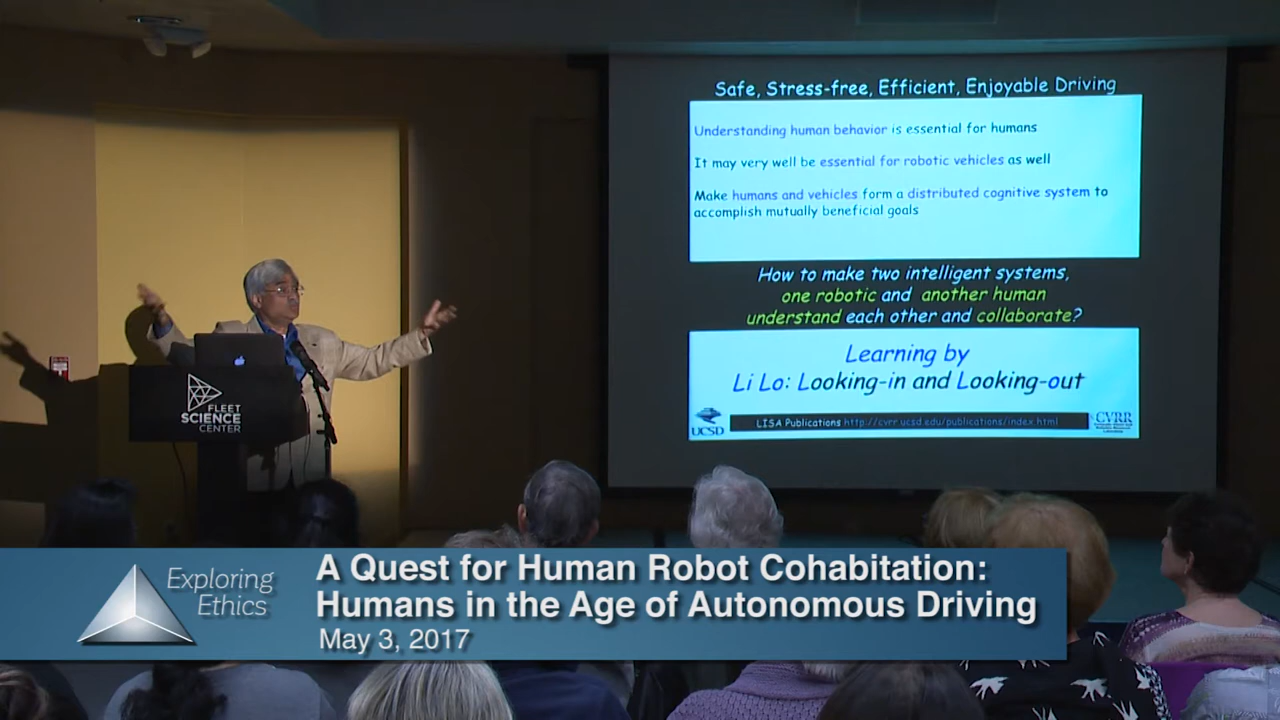 Safe, Stress-free, Efficient, Enjoyable Driving
Understanding human behavior is essential for humans
It may very well be essential for robotic vehicles as well
Make humans and vehicles form a distributed cognitive system to
accomplish mutually beneficial goals
How to make two intelligent systems,
one robotic and another human
understand each other and collaborate?
Learning by
Li Lo: Looking-in and Looking-out
UCSD
LISA Publications http://cvrr.ucsd.edu/publications/index.html
CVRR
FLEET
SCIENCE
CENTER
Exploring
Ethics
A Quest for Human Robot Cohabitation:
Humans in the Age of Autonomous Driving
May 3, 2017